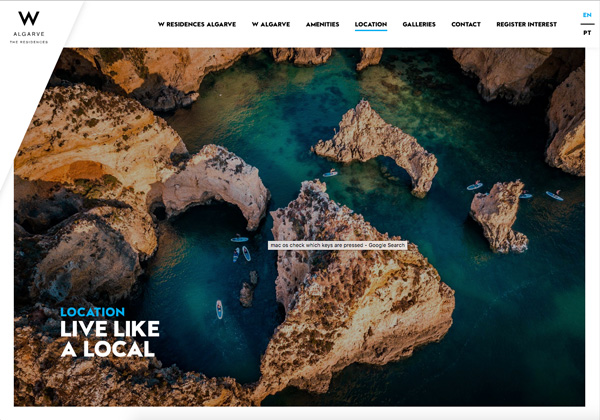 W
ALGARVE
THE RESIDENCES
W RESIDENCES ALGARVE
W ALGARVE
AMENITIES
LOCATION
GALLERIES
CONTACT
REGISTER INTEREST
EN
PT
mac os check which keys are pressed - Google Search
LOCATION
LIVE LIKE
A LOCAL